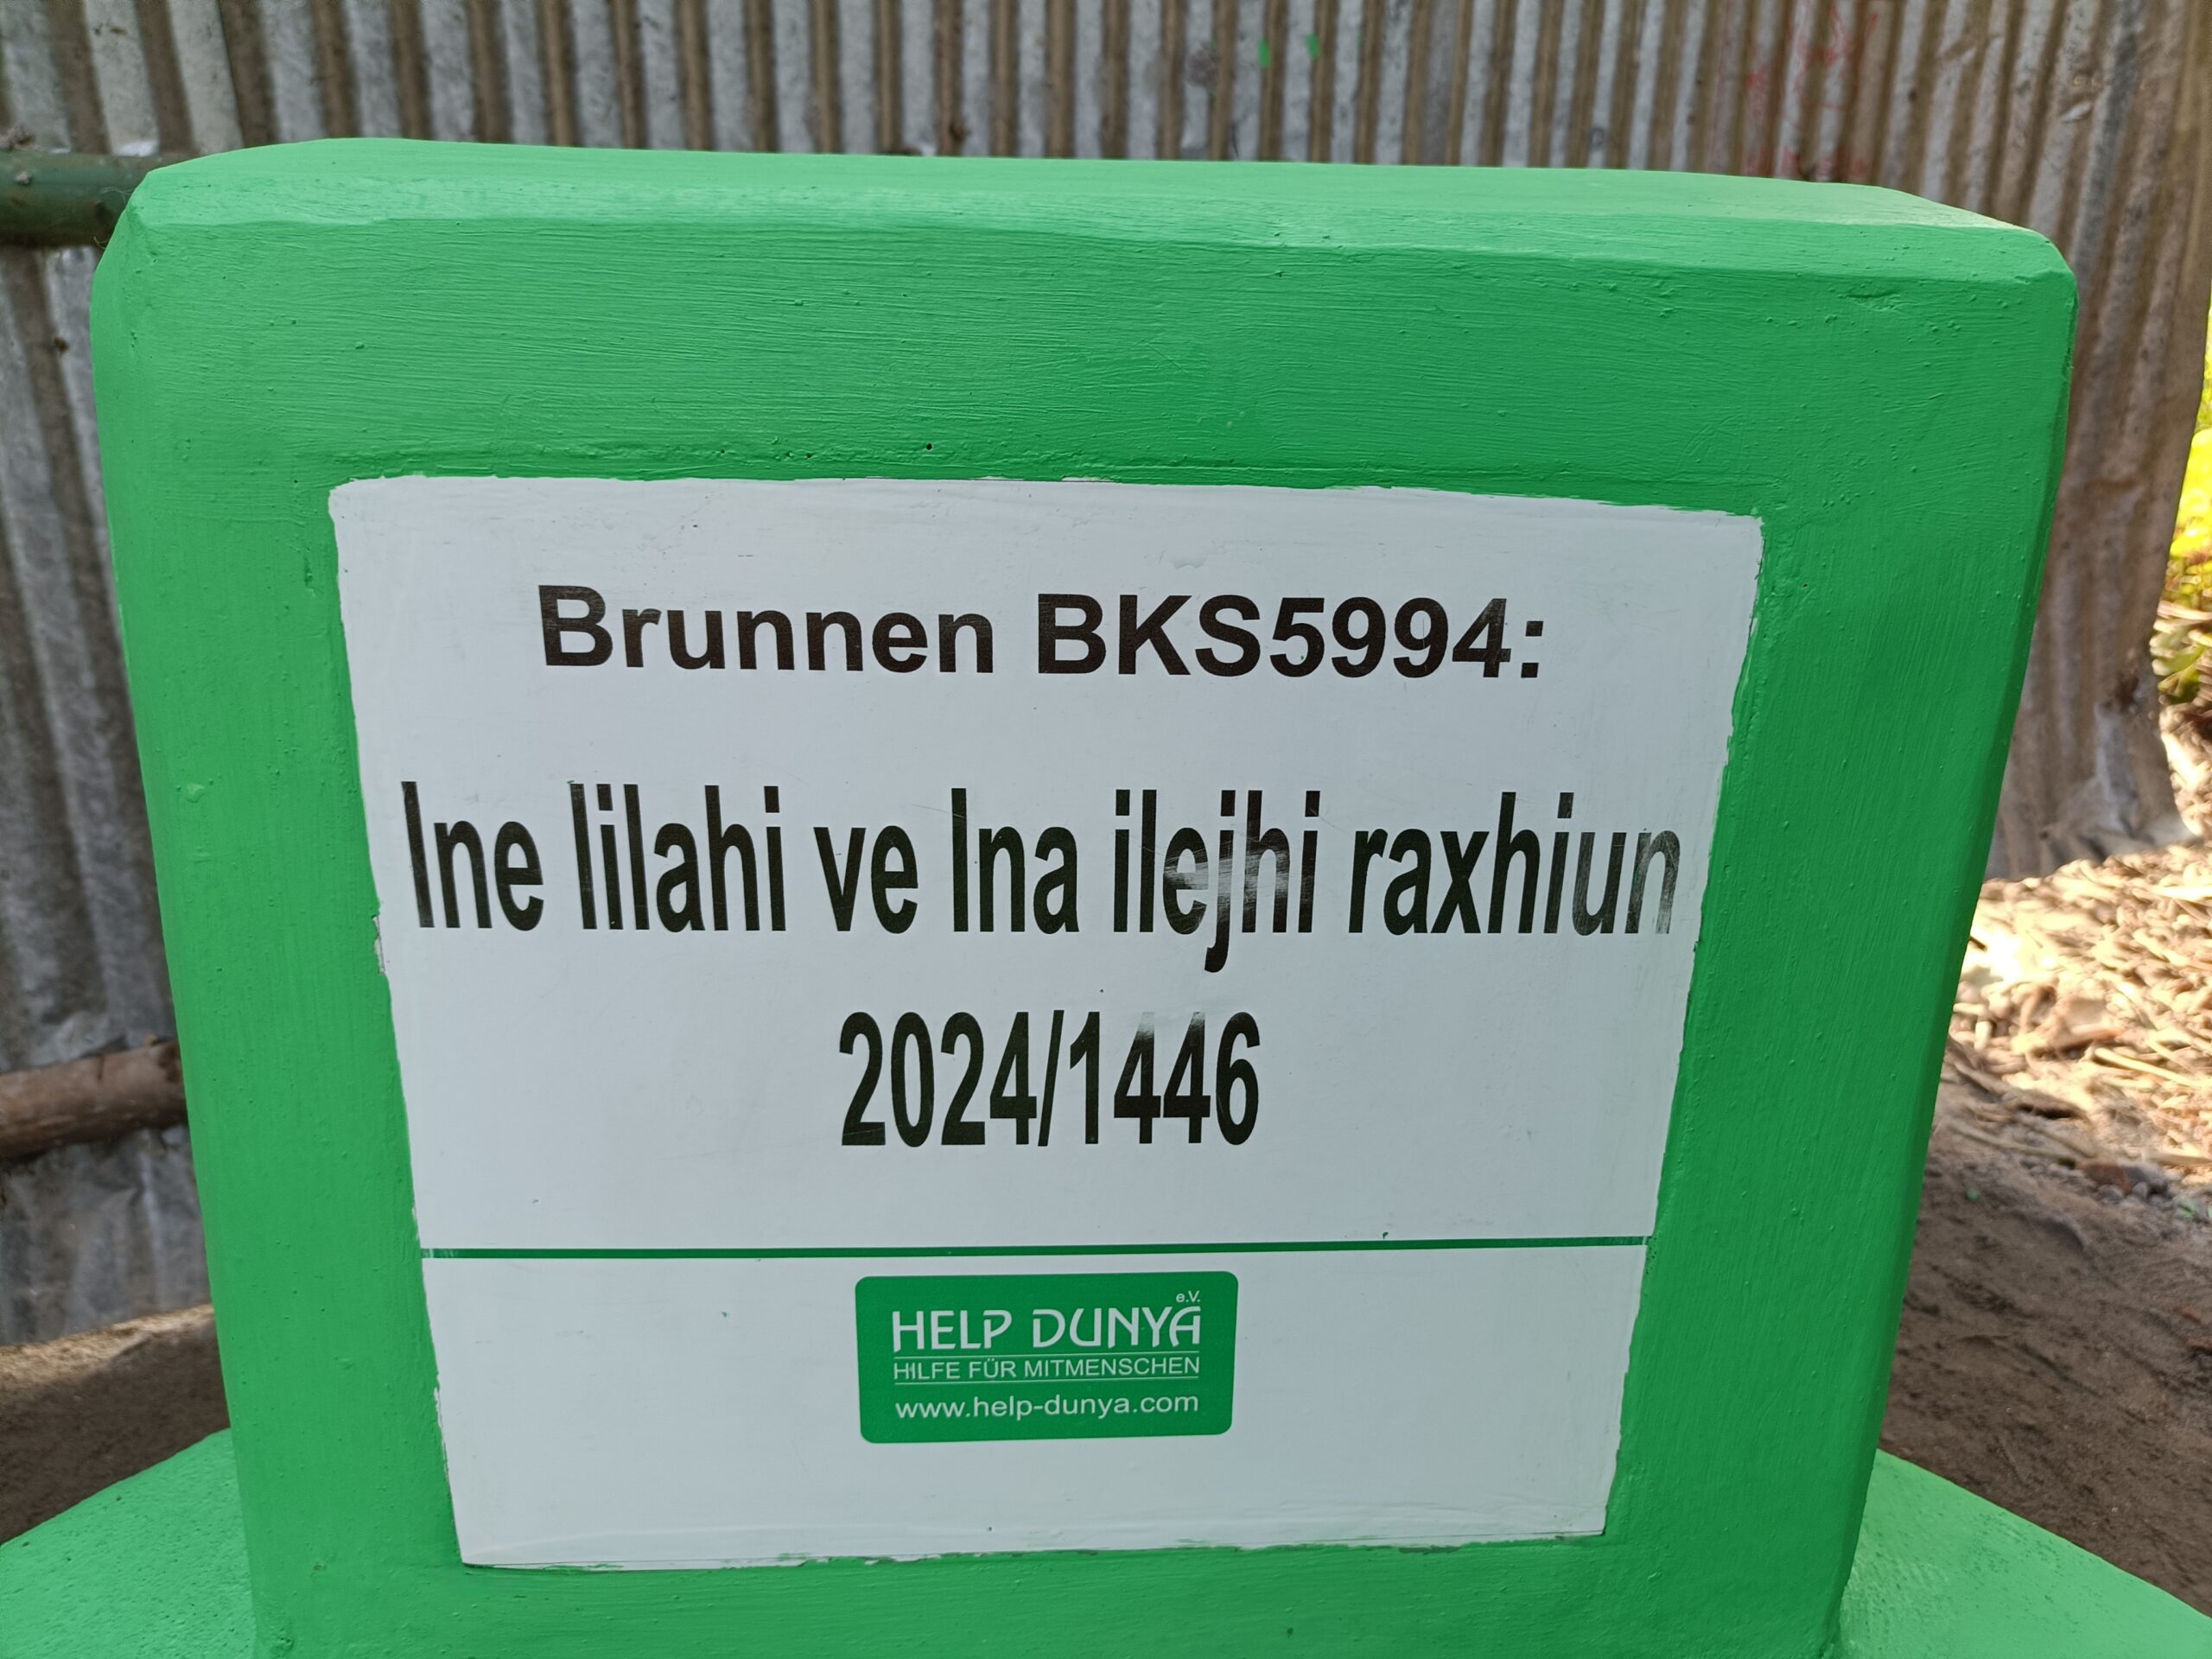 Brunnen BKS5994:
Ine lilahi ve Ina ilejhi raxhiun
2024/1446
HELP DUNYA e.V.
HILFE FÜR MITMENSCHEN
www.help-dunya.com